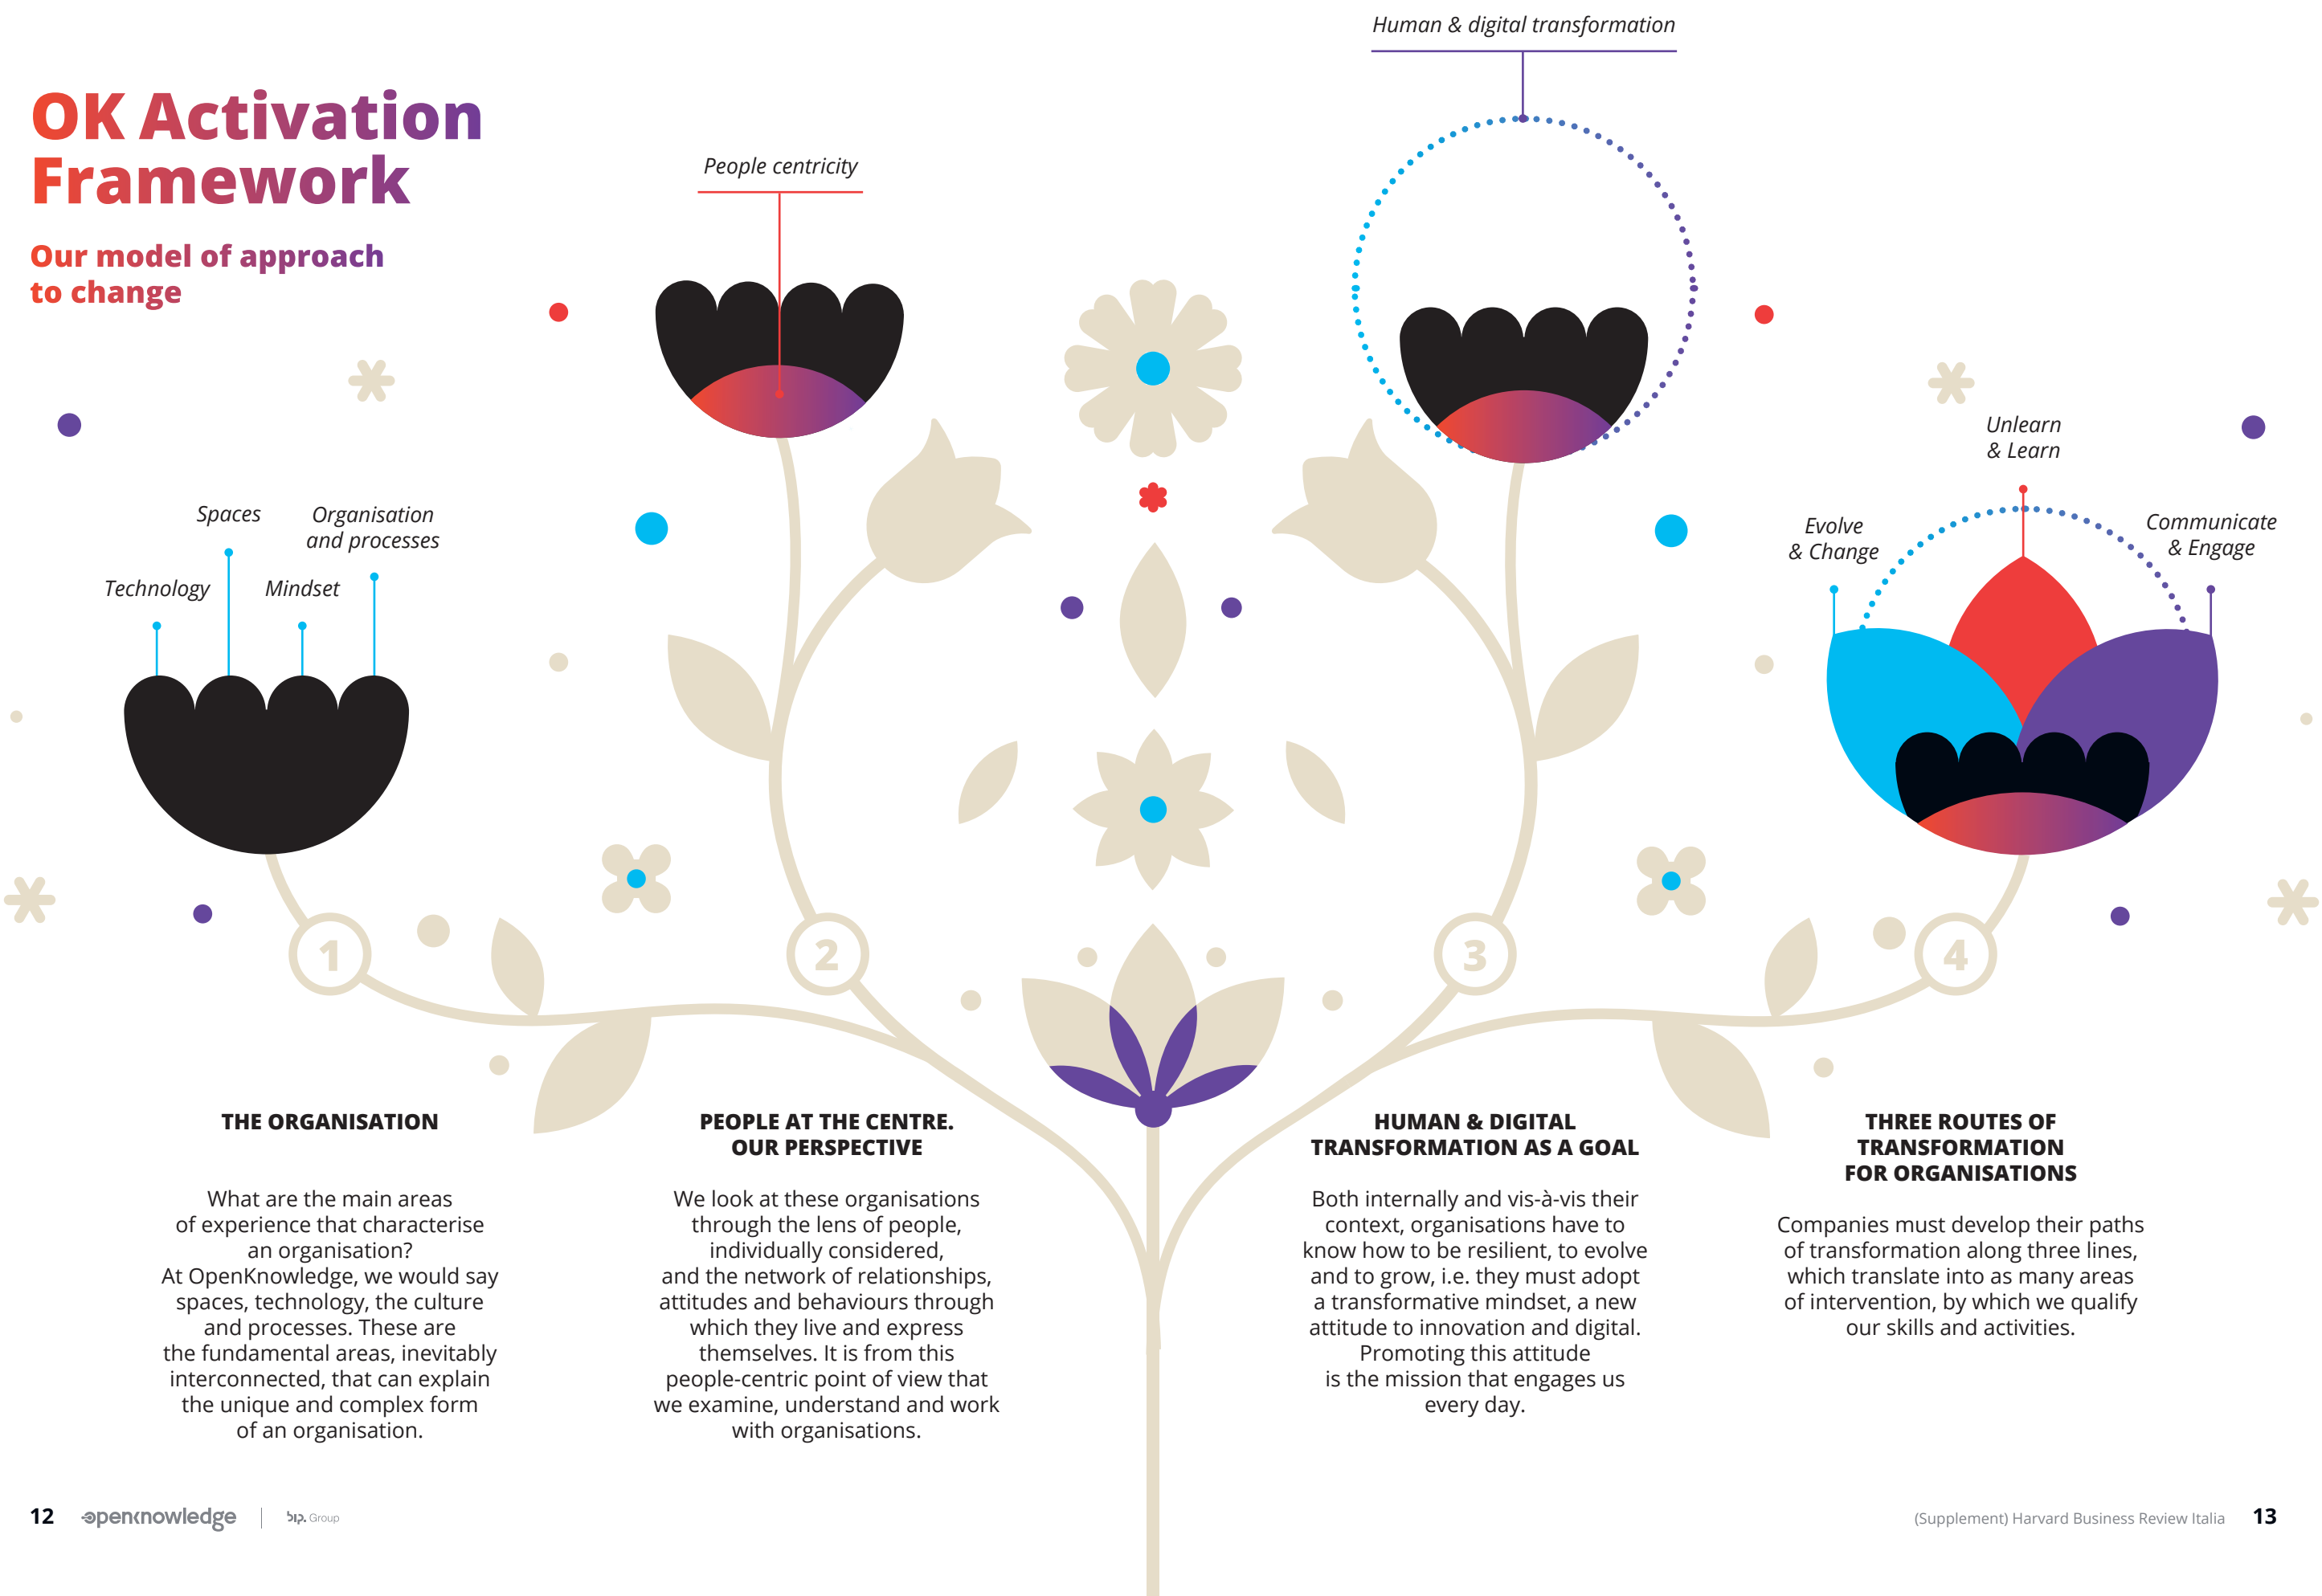 Human & digital transformation
OK Activation
Framework
Our model of approach
to change
People centricity
Spaces
Organisation
and processes
Technology
Mindset
Unlearn
& Learn
Evolve
& Change
Communicate
& Engage
1
2
3
4
THE ORGANISATION
What are the main areas
of experience that characterise
an organisation?
At OpenKnowledge, we would say
spaces, technology, the culture
and processes. These are
the fundamental areas, inevitably
interconnected, that can explain
the unique and complex form
of an organisation.
PEOPLE AT THE CENTRE.
OUR PERSPECTIVE
We look at these organisations
through the lens of people,
individually considered,
and the network of relationships,
attitudes and behaviours through
which they live and express
themselves. It is from this
people-centric point of view that
we examine, understand and work
with organisations.
HUMAN & DIGITAL
TRANSFORMATION AS A GOAL
Both internally and vis-à-vis their
context, organisations have to
know how to be resilient, to evolve
and to grow, i.e. they must adopt
a transformative mindset, a new
attitude to innovation and digital.
Promoting this attitude
is the mission that engages us
every day.
THREE ROUTES OF
TRANSFORMATION
FOR ORGANISATIONS
Companies must develop their paths
of transformation along three lines,
which translate into as many areas
of intervention, by which we qualify
our skills and activities.
12 openknowledge | bip. Group
(Supplement) Harvard Business Review Italia 13